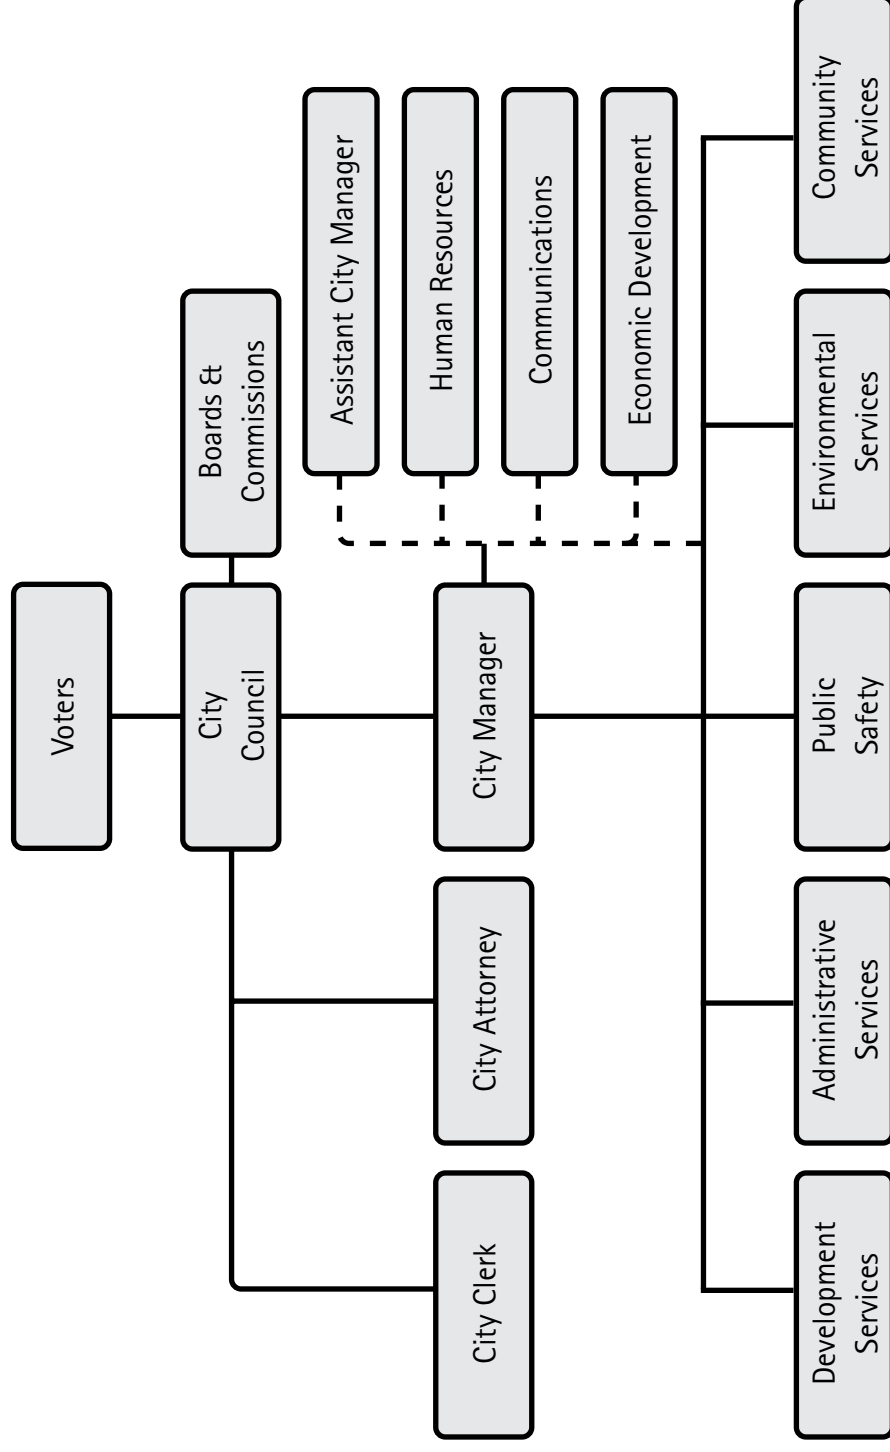 Voters
City
Council
Boards &
Commissions
City Clerk
City Attorney
City Manager
Assistant City Manager
Human Resources
Communications
Economic Development
Development
Services
Administrative
Services
Public
Safety
Environmental
Services
Community
Services